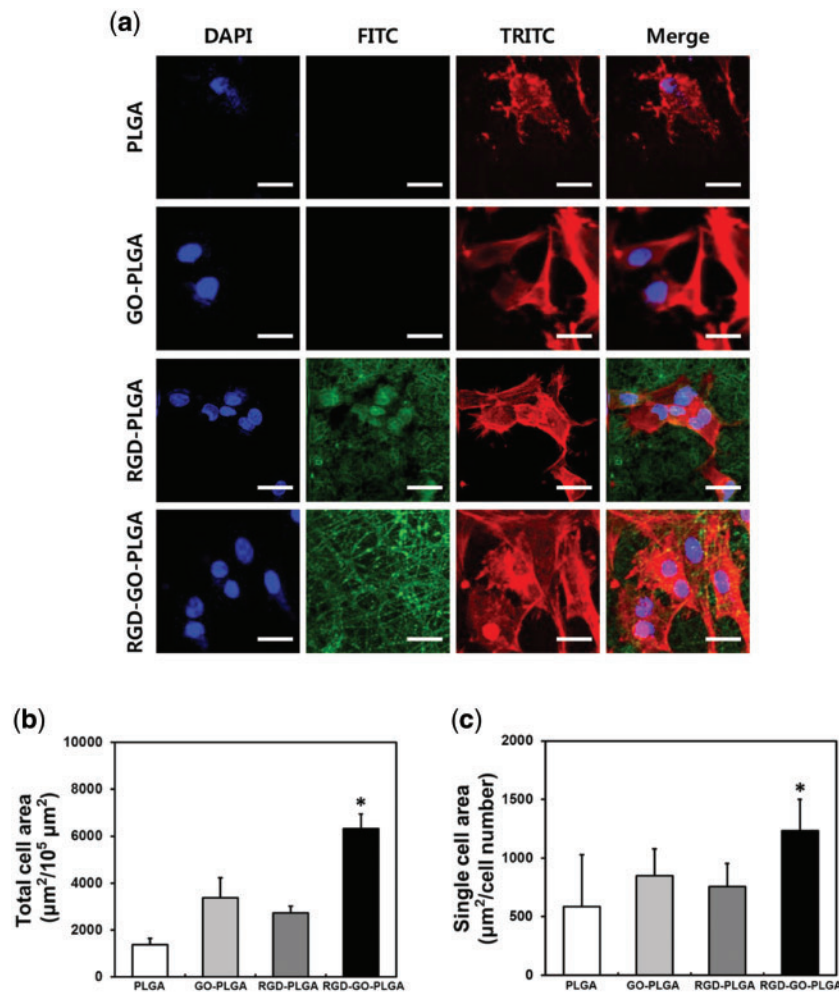 (a)
DAPI FITC TRITC Merge
PLGA
GO-PLGA
RGD-PLGA
RGD-GO-PLGA
(b)
Total cell area
(µm²/10⁵ µm²)
10000
8000
6000
4000
2000
0
*
PLGA GO-PLGA RGD-PLGA RGD-GO-PLGA
(c)
Single cell area
(µm²/cell number)
2000
1500
1000
500
0
*
PLGA GO-PLGA RGD-PLGA RGD-GO-PLGA